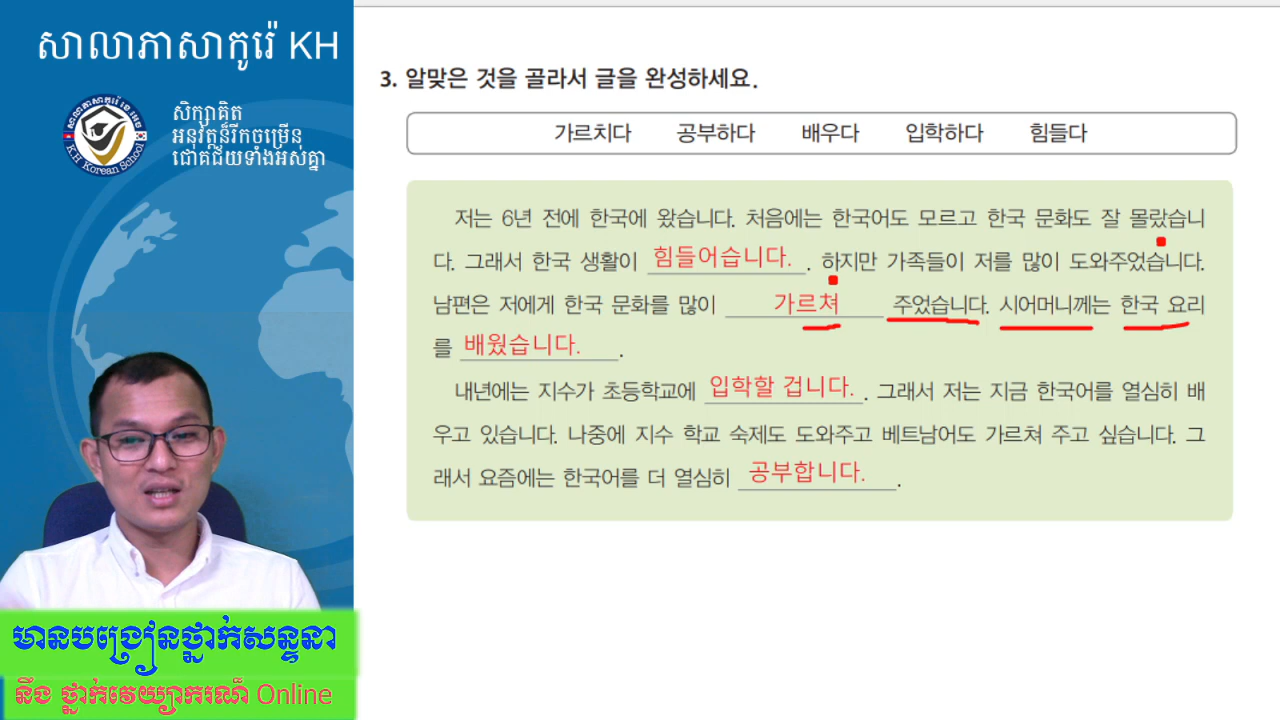 សាលាភាសាកូរ៉េ KH
សិក្សាគិត
អនុវត្តន៍រីកចម្រើន
ជោគជ័យទាំងអស់គ្នា
K.H Korean School
3. 알맞은 것을 골라서 글을 완성하세요.
가르치다 공부하다 배우다 입학하다 힘들다
저는 6년 전에 한국에 왔습니다. 처음에는 한국어도 모르고 한국 문화도 잘 몰랐습니
다. 그래서 한국 생활이 힘들어습니다. . 하지만 가족들이 저를 많이 도와주었습니다.
남편은 저에게 한국 문화를 많이 가르쳐 주었습니다. 시어머니께는 한국 요리
를 배웠습니다. .
내년에는 지수가 초등학교에 입학할 겁니다. . 그래서 저는 지금 한국어를 열심히 배
우고 있습니다. 나중에 지수 학교 숙제도 도와주고 베트남어도 가르쳐 주고 싶습니다. 그
래서 요즘에는 한국어를 더 열심히 공부합니다. .
មានបង្រៀនថ្នាក់សន្ទនា
នឹង ថ្នាក់វេយ្យាករណ៏ Online